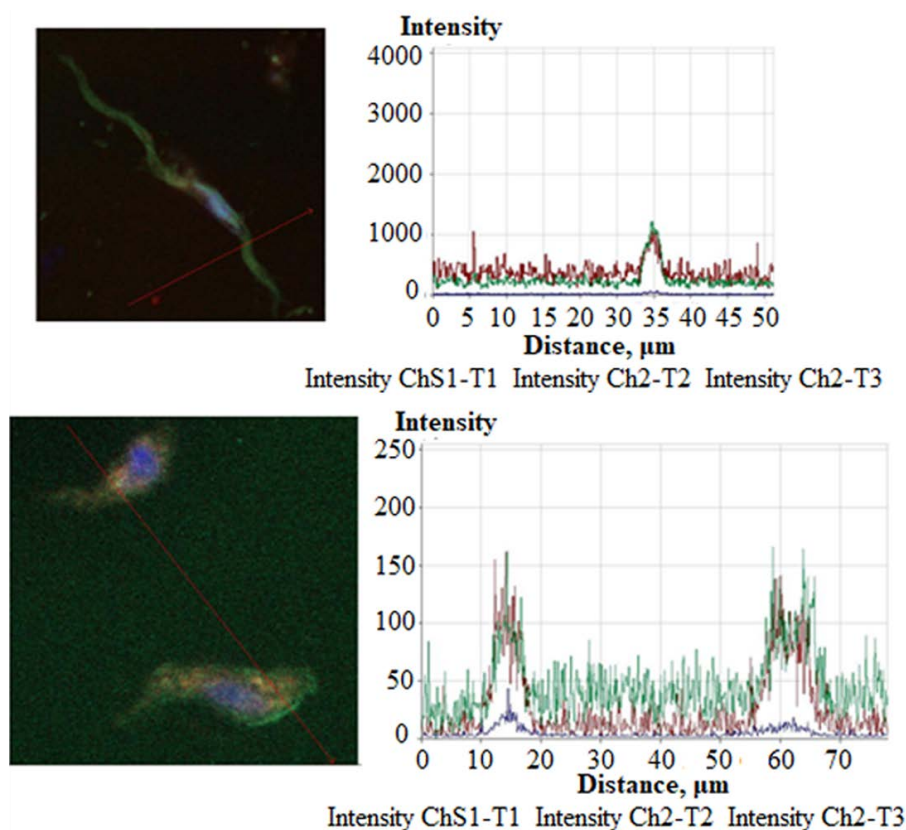 Intensity
4000
3000
2000
1000
0
0 5 10 15 20 25 30 35 40 45 50
Distance, µm
Intensity ChS1-T1 Intensity Ch2-T2 Intensity Ch2-T3
Intensity
250
200
150
100
50
0
0 10 20 30 40 50 60 70
Distance, µm
Intensity ChS1-T1 Intensity Ch2-T2 Intensity Ch2-T3